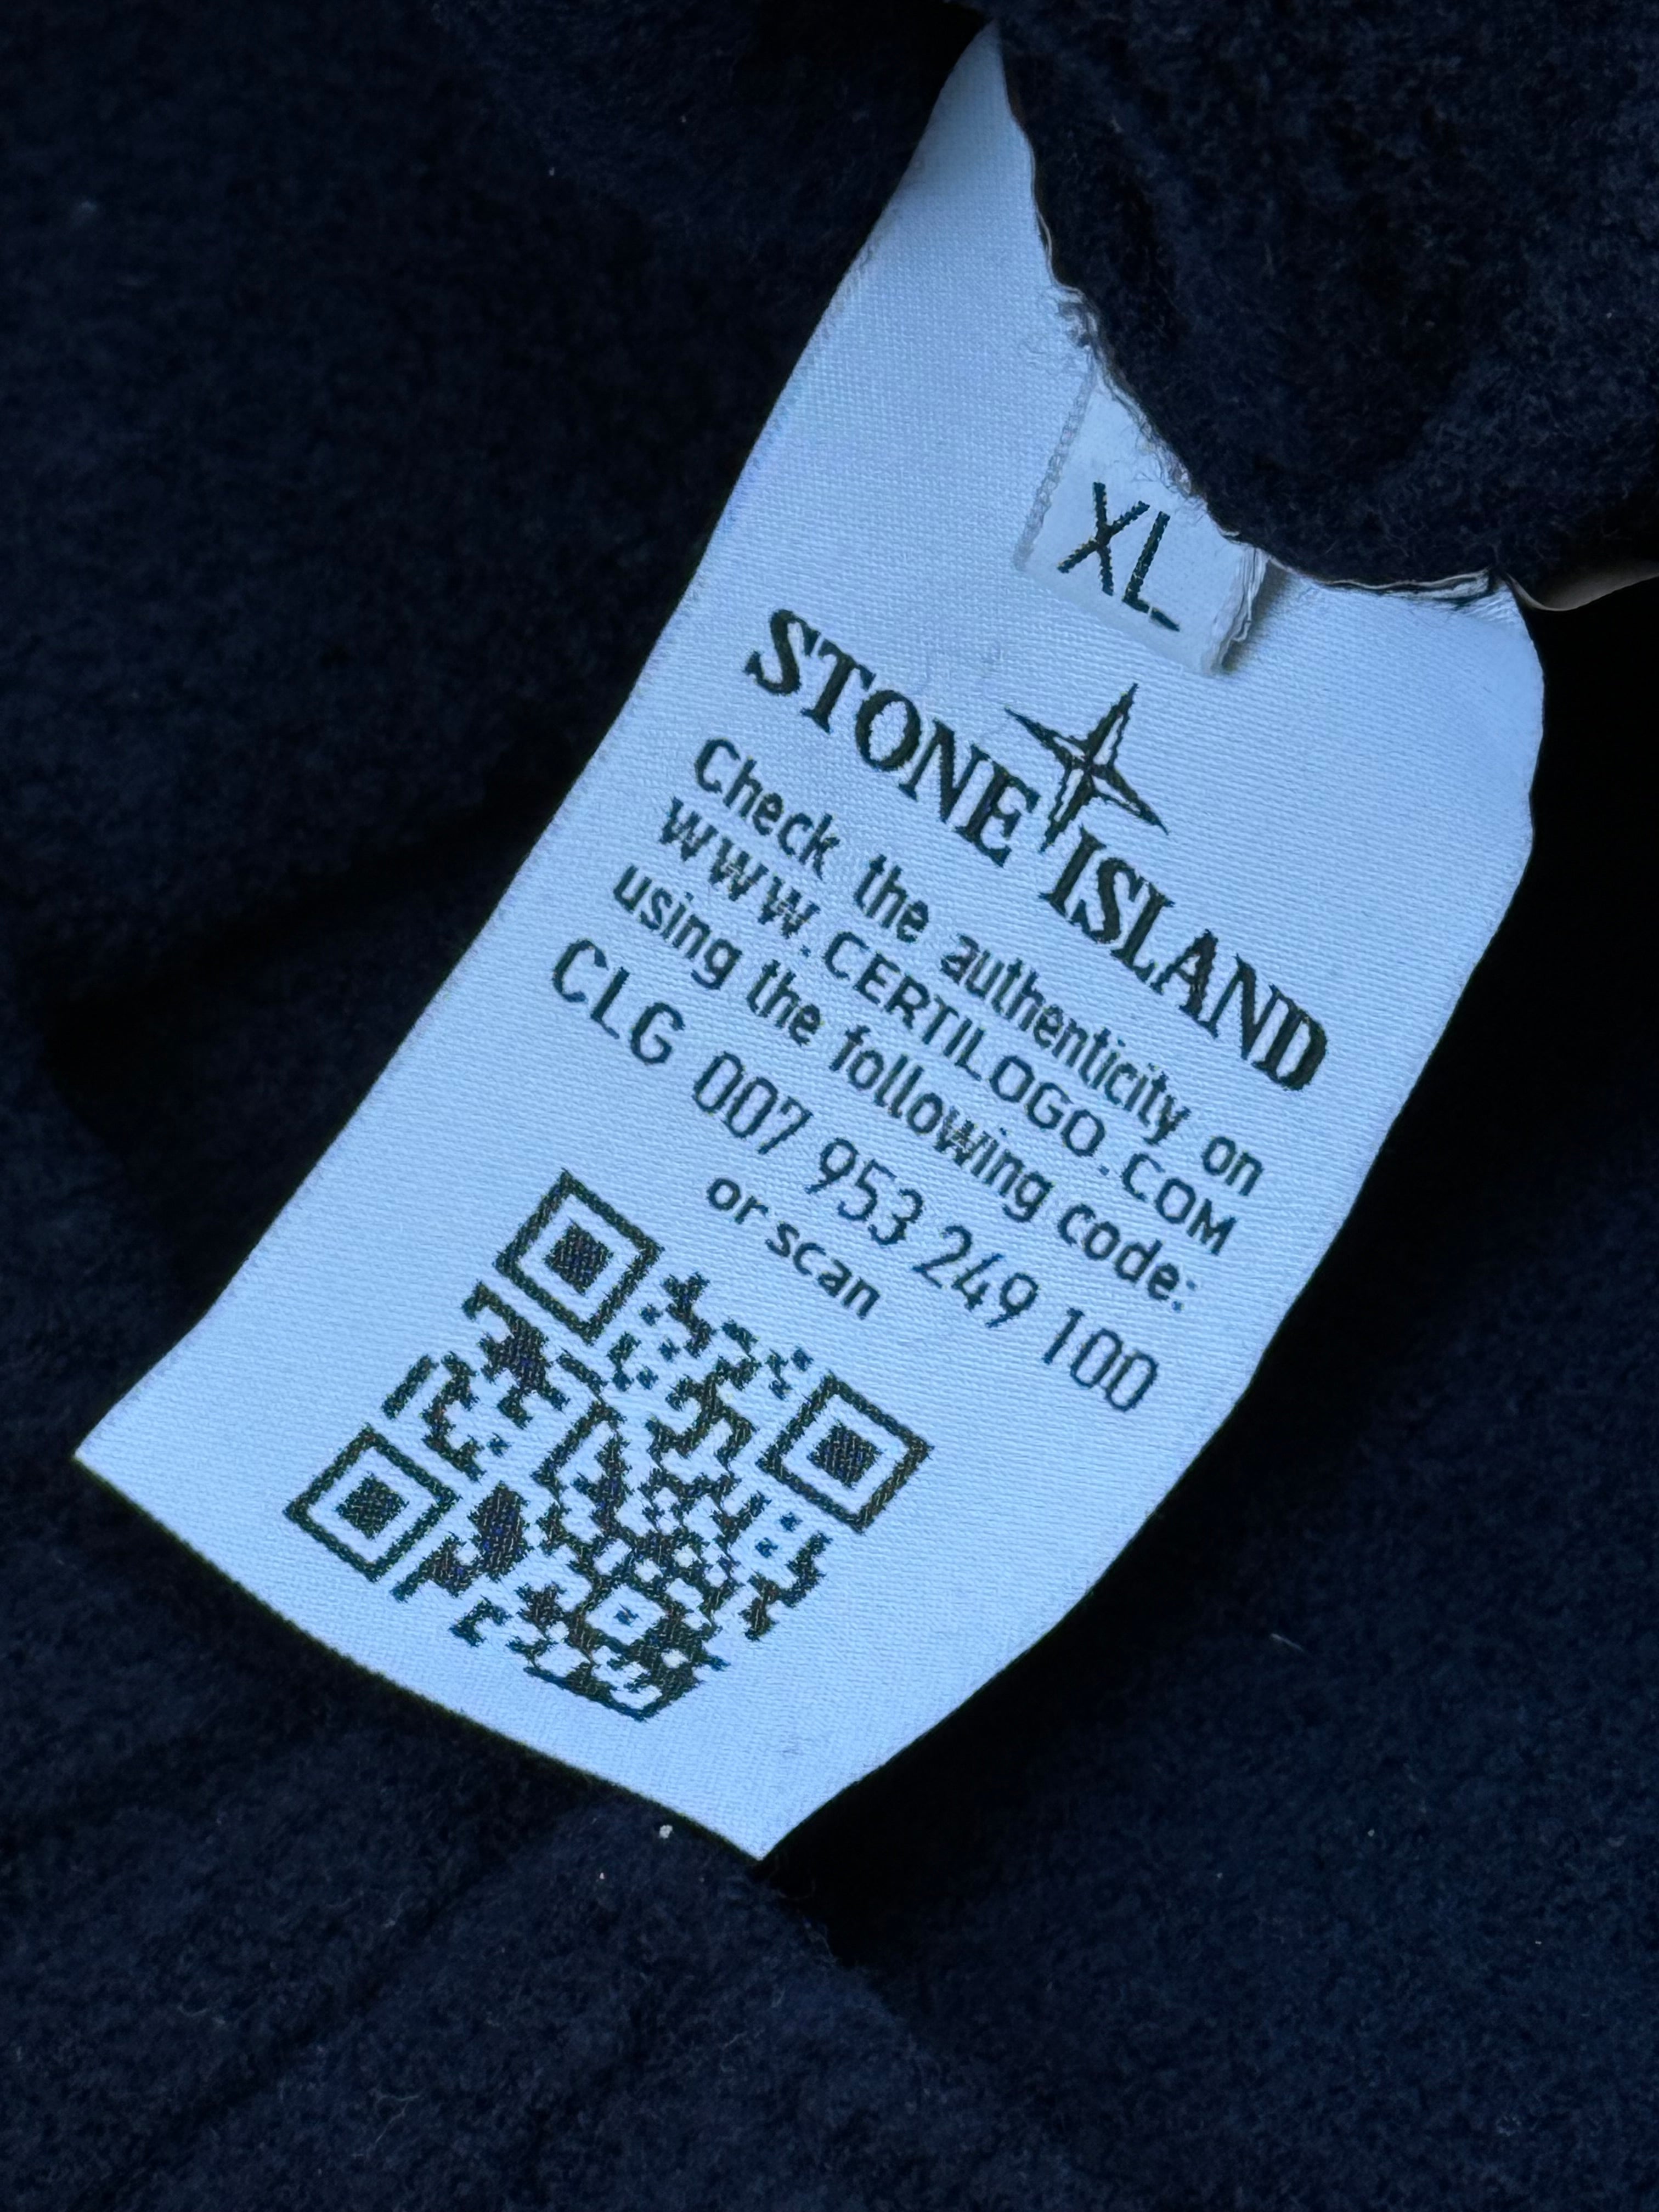 XL
STONE ISLAND
Check the authenticity on
WWW.CERTILOGO.COM
using the following code:
CLG 007 953 249 100
or scan